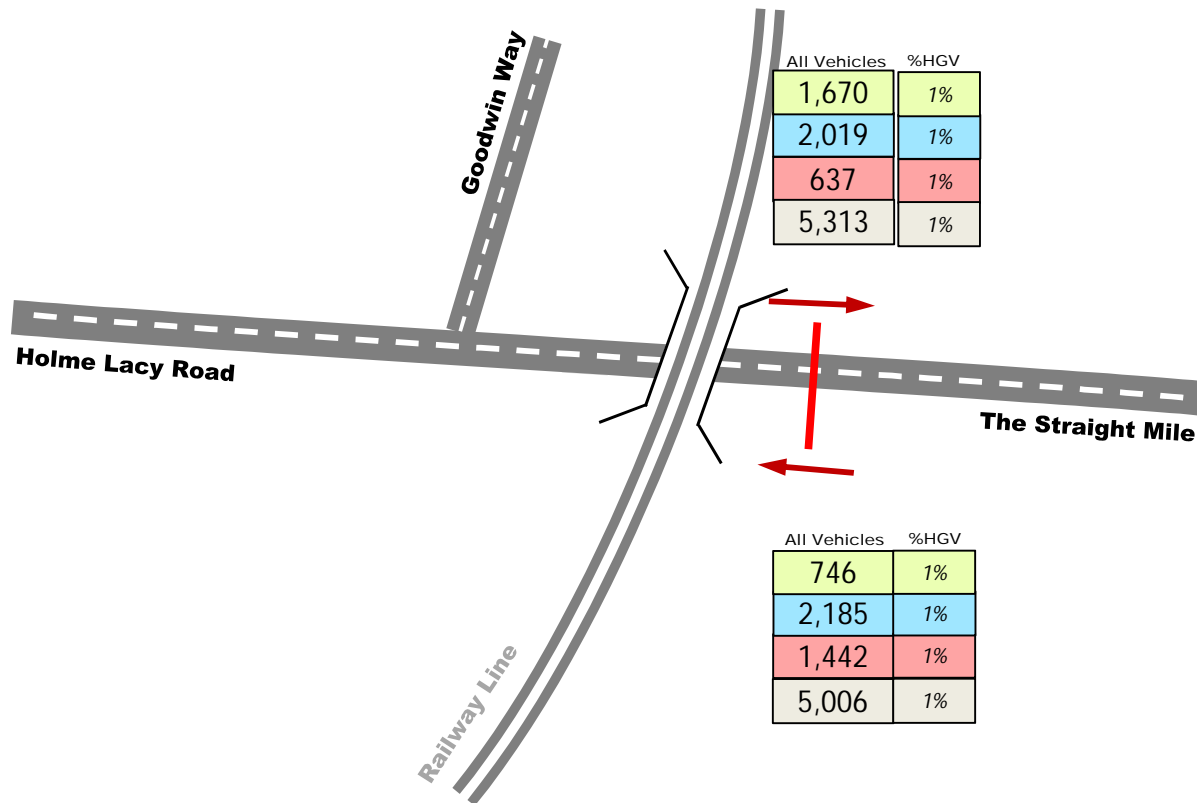 Goodwin Way
All Vehicles %HGV
1,670 1%
2,019 1%
637 1%
5,313 1%
Holme Lacy Road
The Straight Mile
All Vehicles %HGV
746 1%
2,185 1%
1,442 1%
5,006 1%
Railway Line